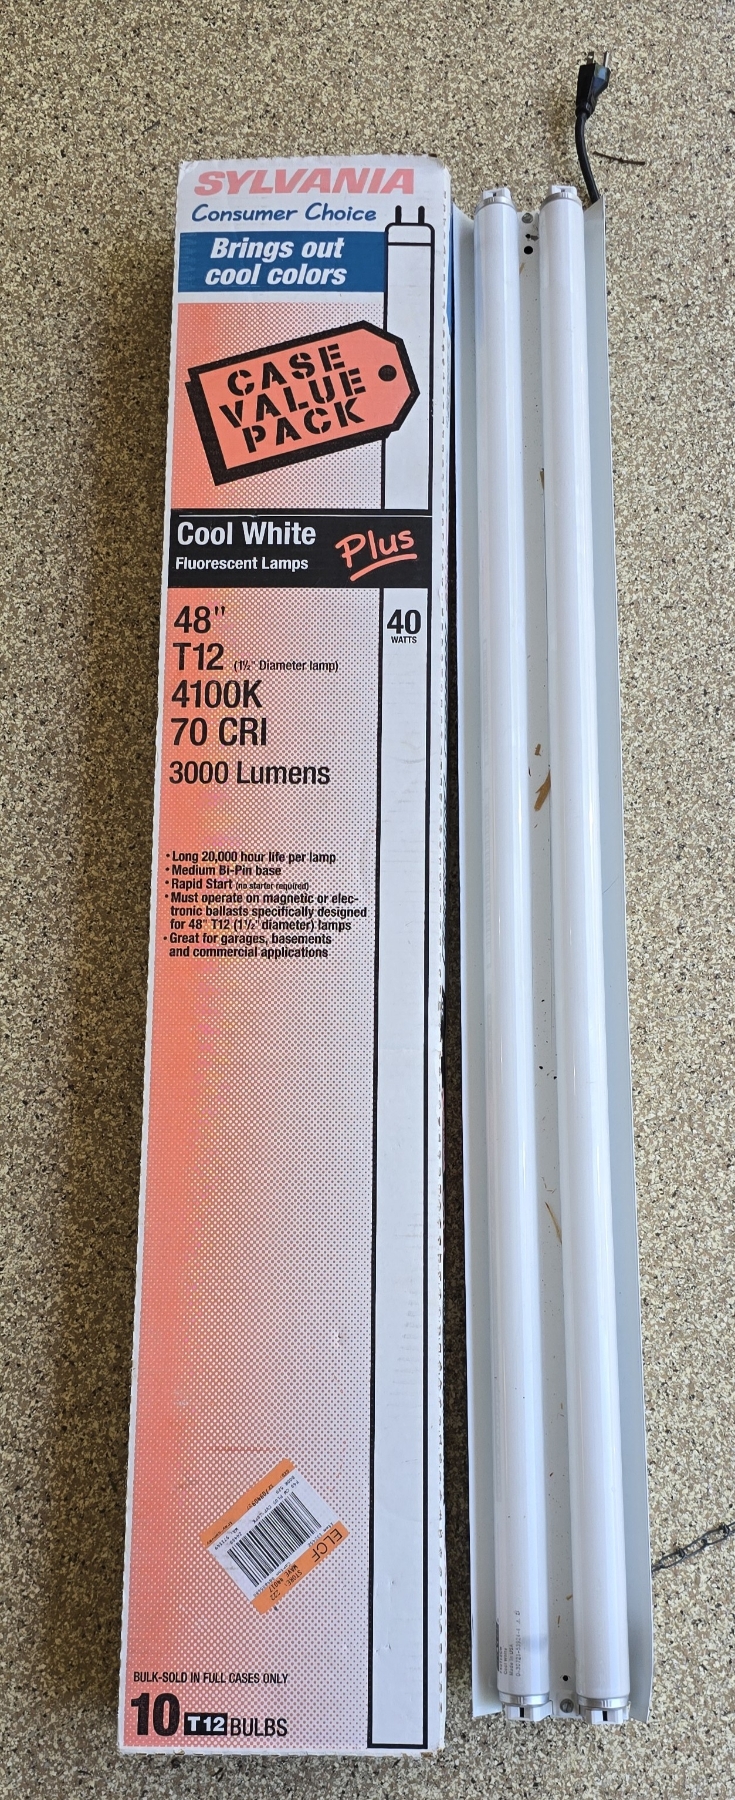 SYLVANIA
Consumer Choice
Brings out
cool colors
CASE
VALUE
PACK
Cool White
Fluorescent Lamps
Plus
48"
T12 (1½" Diameter lamp)
4100K
70 CRI
3000 Lumens
40
WATTS
• Long 20,000 hour life per lamp
• Medium Bi-Pin base
• Rapid Start (no starter required)
• Must operate on magnetic or elec-
tronic ballasts specifically designed
for 48" T12 (1½" diameter) lamps
• Great for garages, basements
and commercial applications
ELCF
STORE:
BULK-SOLD IN FULL CASES ONLY
10 T12 BULBS